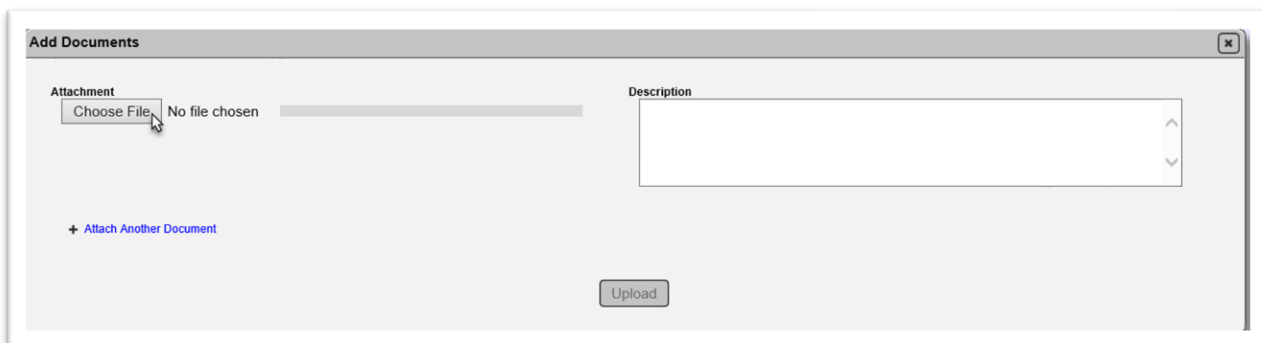 Add Documents
Attachment
Description
Choose File No file chosen
+ Attach Another Document
Upload